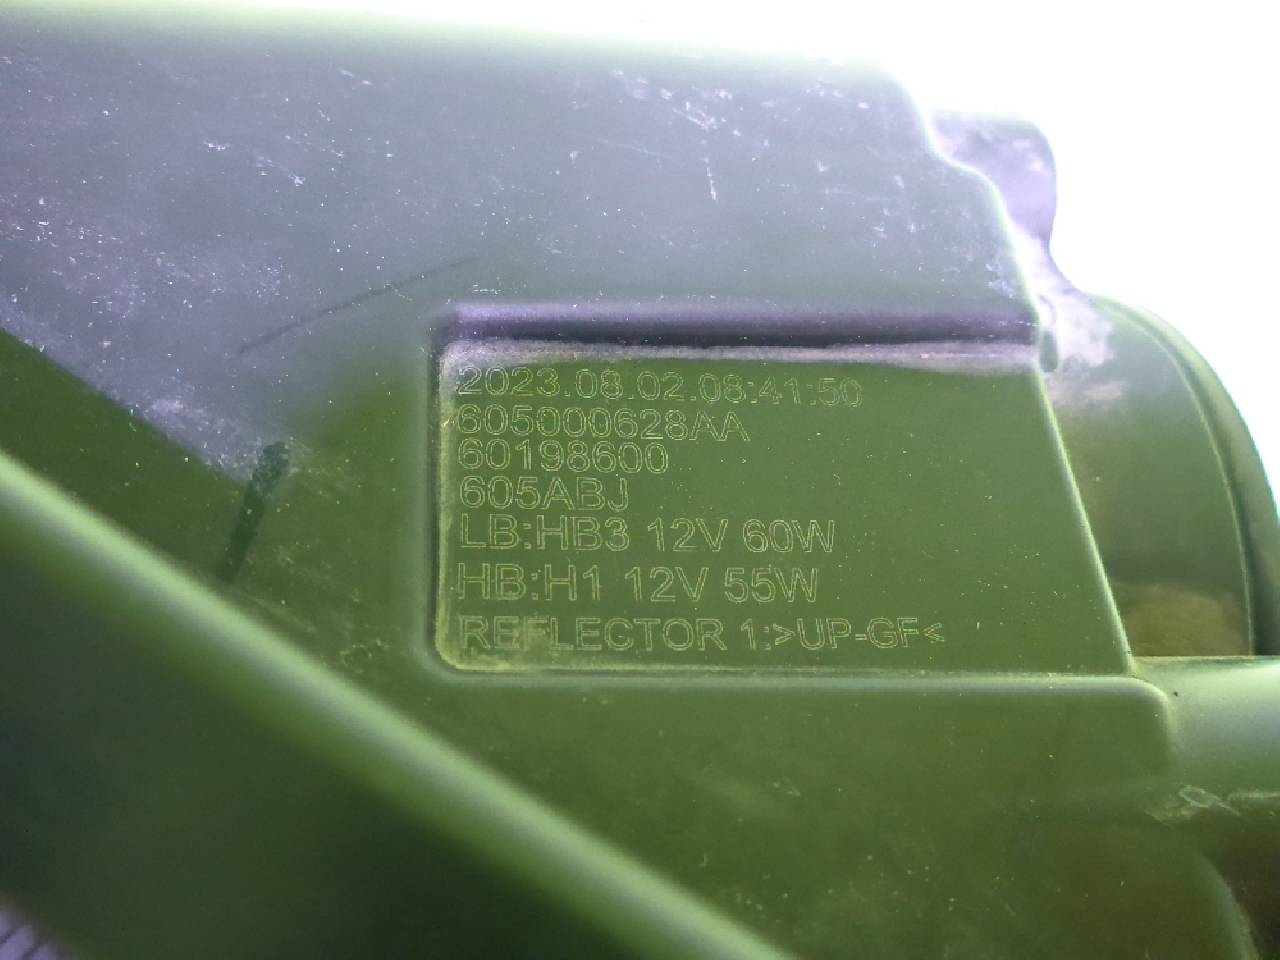 2023.08.02.08:41:50
605000628AA
60198600
605ABJ
LB:HB3 12V 60W
HB:H1 12V 55W
REFLECTOR 1:>UP-GF<